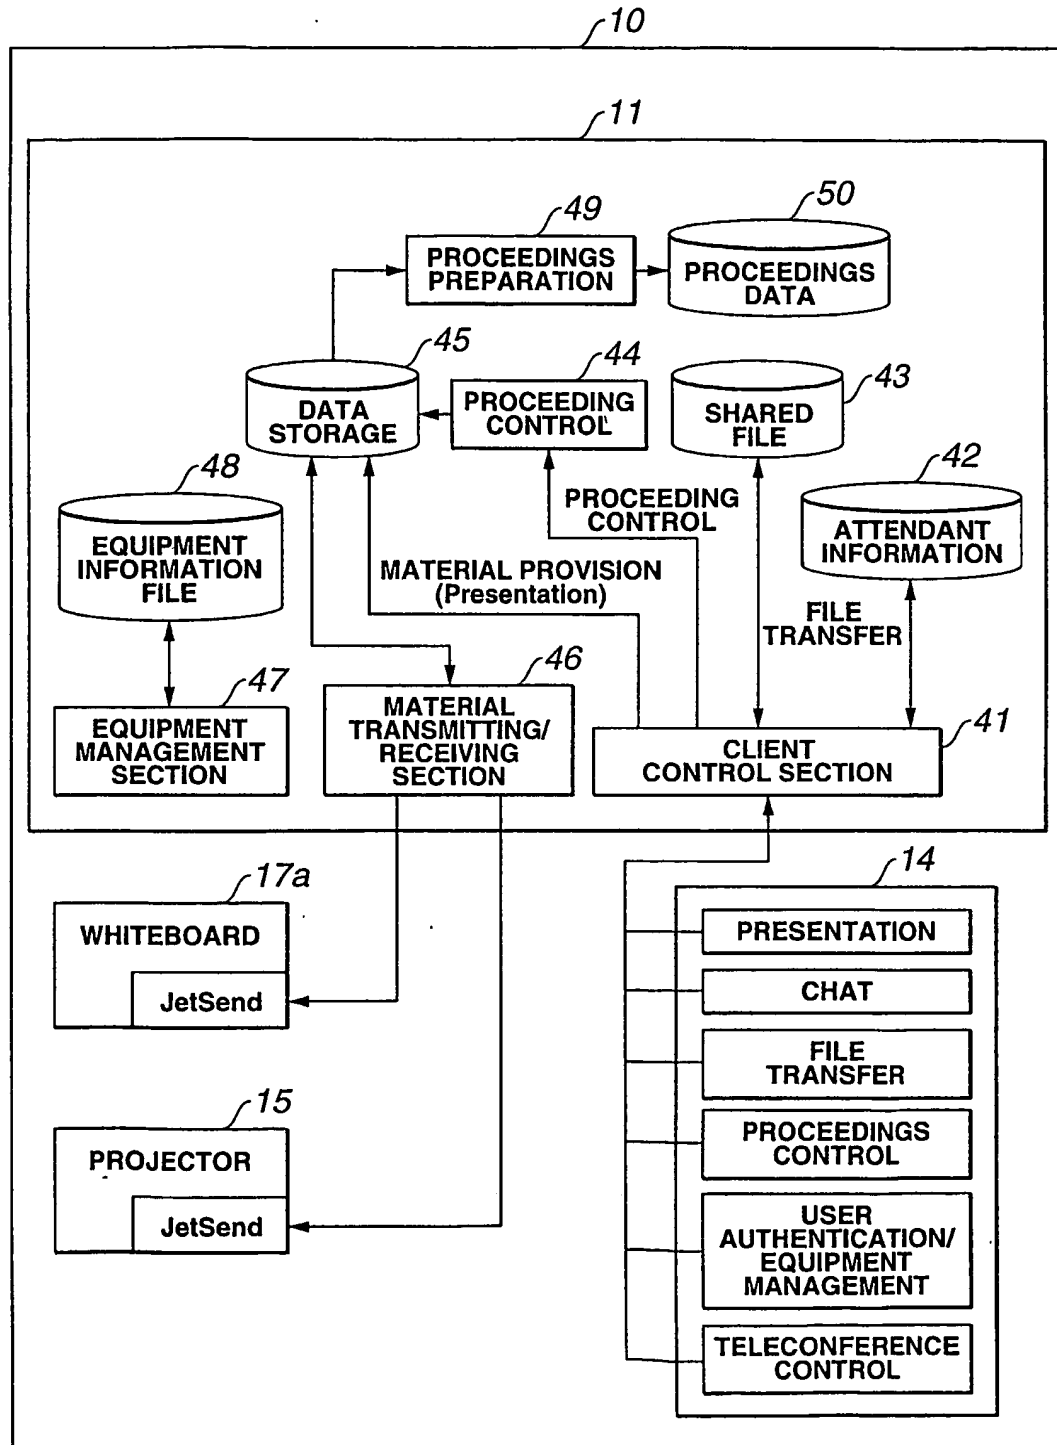 10
11
50
49
PROCEEDINGS
PREPARATION
PROCEEDINGS
DATA
45
44
43
DATA
STORAGE
PROCEEDING
CONTROL
SHARED
FILE
48
42
EQUIPMENT
INFORMATION
FILE
PROCEEDING
CONTROL
ATTENDANT
INFORMATION
MATERIAL PROVISION
(Presentation)
FILE
TRANSFER
47
46
41
EQUIPMENT
MANAGEMENT
SECTION
MATERIAL
TRANSMITTING/
RECEIVING
SECTION
CLIENT
CONTROL SECTION
17a
14
WHITEBOARD
JetSend
PRESENTATION
CHAT
FILE
TRANSFER
15
PROJECTOR
JetSend
PROCEEDINGS
CONTROL
USER
AUTHENTICATION/
EQUIPMENT
MANAGEMENT
TELECONFERENCE
CONTROL